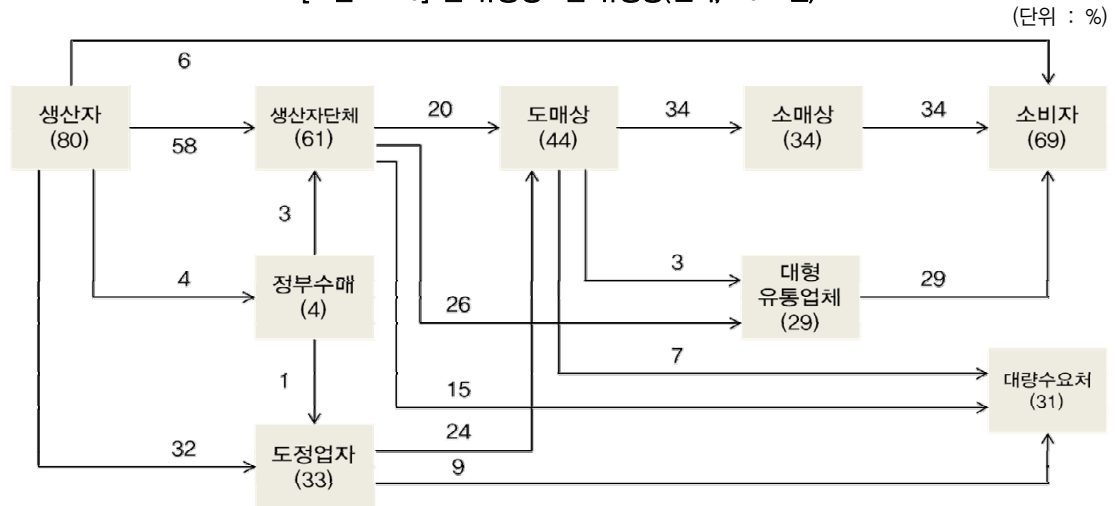 (단위 : %)
6
생산자
(80)
58
생산자단체
(61)
20
도매상
(44)
34
소매상
(34)
34
소비자
(69)
3
4
정부수매
(4)
26
3
대형
유통업체
(29)
29
7
대량수요처
(31)
1
15
32
도정업자
(33)
24
9